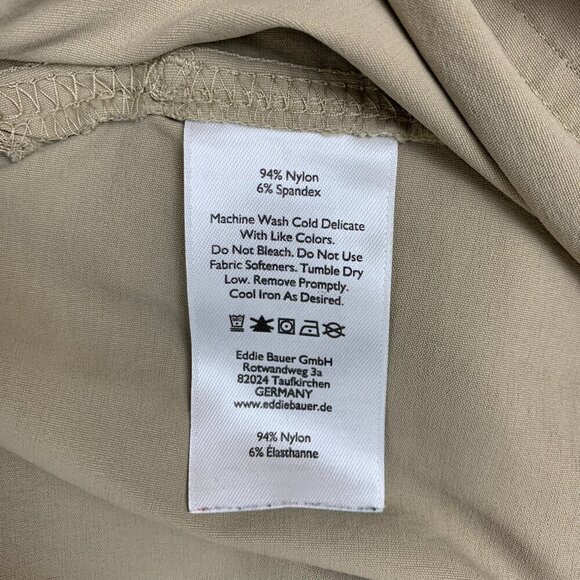 94% Nylon
6% Spandex
Machine Wash Cold Delicate
With Like Colors.
Do Not Bleach. Do Not Use
Fabric Softeners. Tumble Dry
Low. Remove Promptly.
Cool Iron As Desired.
Eddie Bauer GmbH
Rotwandweg 3a
82024 Taufkirchen
GERMANY
www.eddiebauer.de
94% Nylon
6% Élasthanne